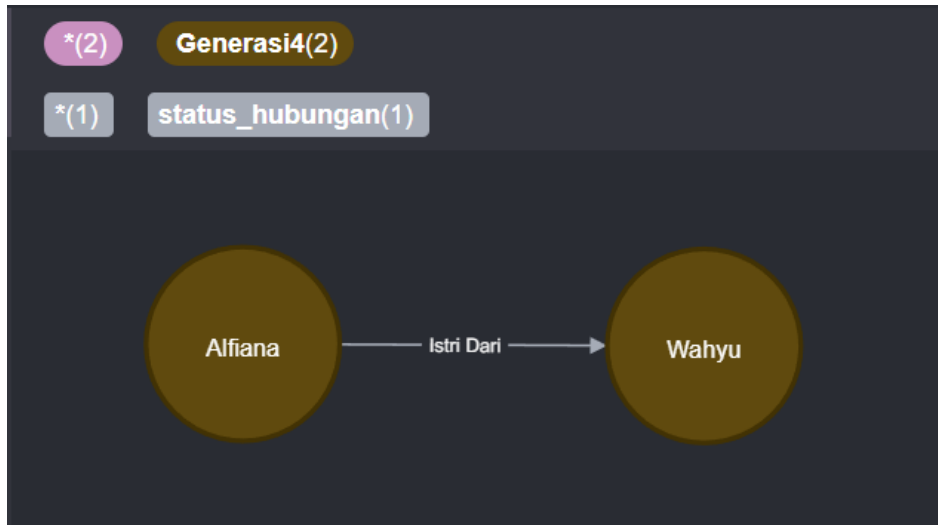 *(2) Generasi4(2)
*(1) status_hubungan(1)
Alfiana Istri Dari Wahyu